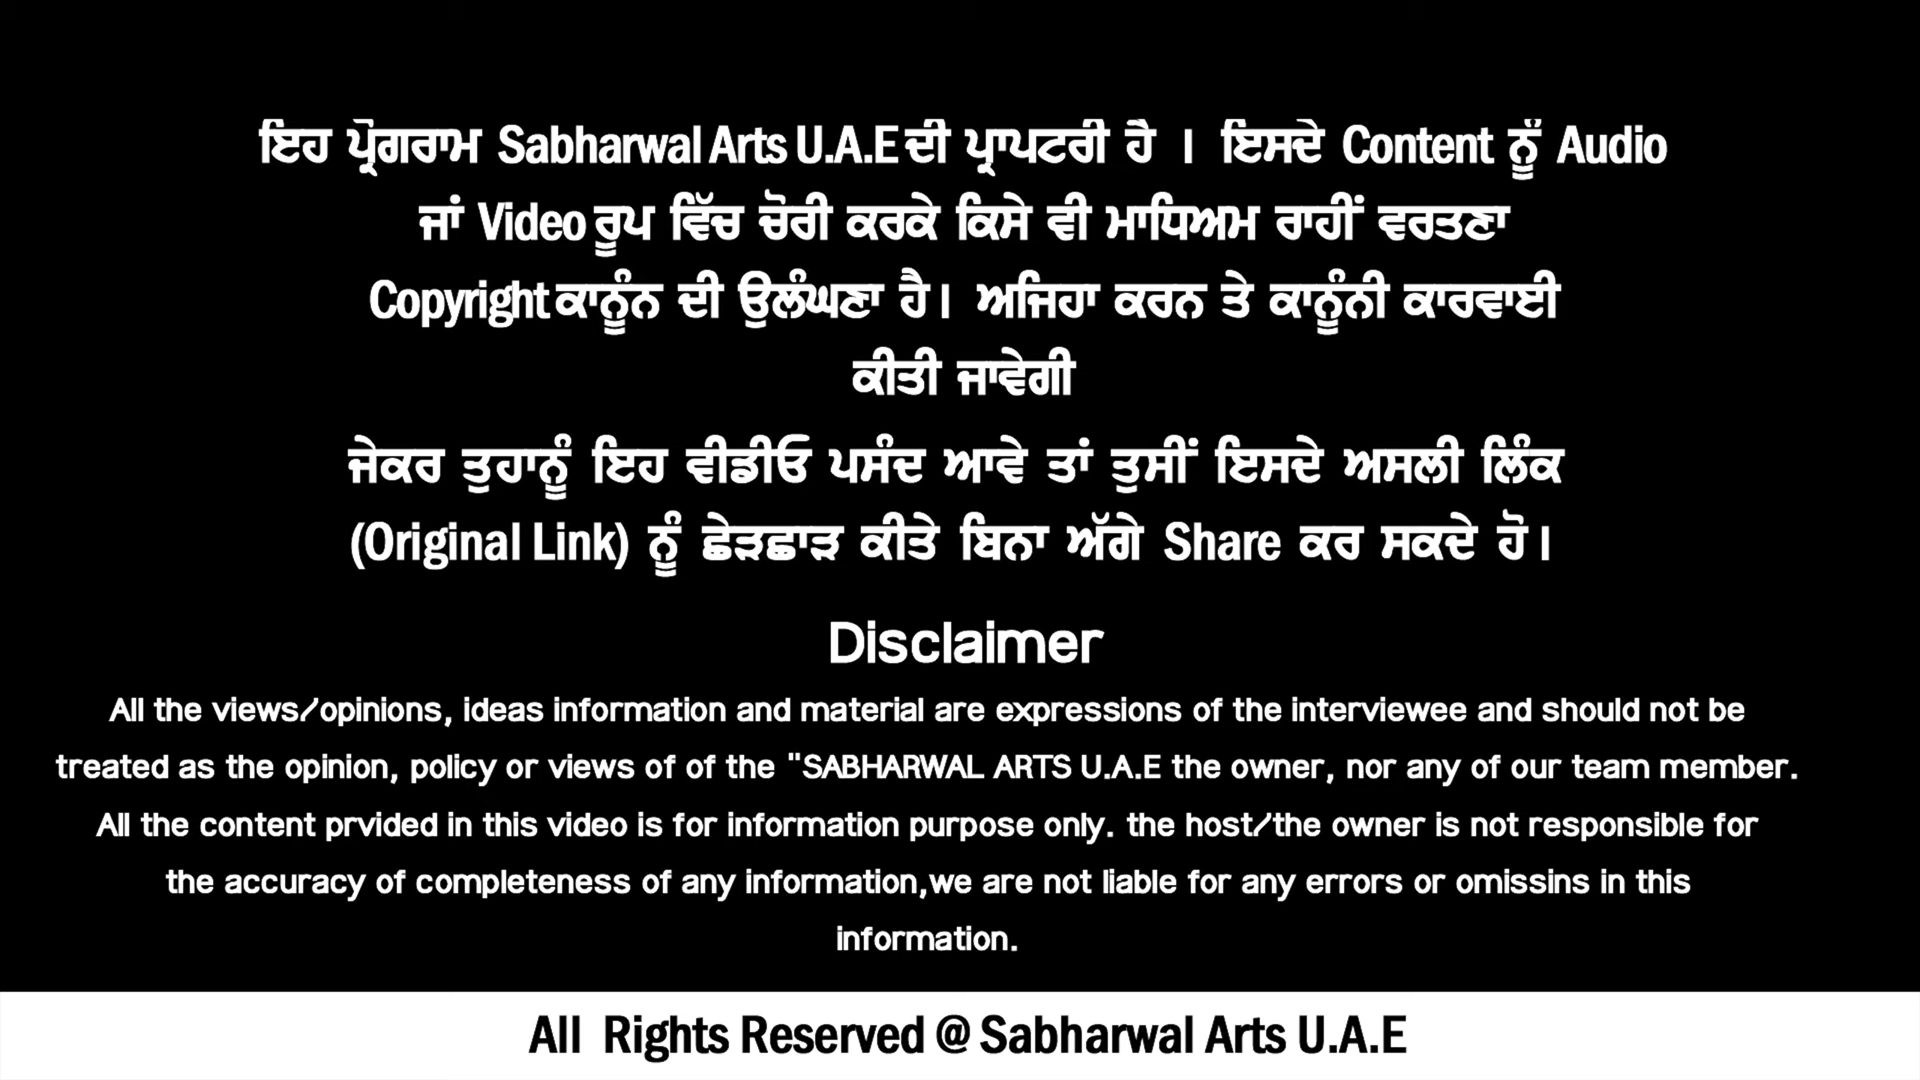 ਇਹ ਪ੍ਰੋਗਰਾਮ Sabharwal Arts U.A.E ਦੀ ਪ੍ਰਾਪਟਰੀ ਹੈ । ਇਸਦੇ Content ਨੂੰ Audio
ਜਾਂ Video ਰੂਪ ਵਿੱਚ ਚੋਰੀ ਕਰਕੇ ਕਿਸੇ ਵੀ ਮਾਧਿਅਮ ਰਾਹੀਂ ਵਰਤਣਾ
Copyright ਕਾਨੂੰਨ ਦੀ ਉਲੰਘਣਾ ਹੈ। ਅਜਿਹਾ ਕਰਨ ਤੇ ਕਾਨੂੰਨੀ ਕਾਰਵਾਈ
ਕੀਤੀ ਜਾਵੇਗੀ
ਜੇਕਰ ਤੁਹਾਨੂੰ ਇਹ ਵੀਡੀਓ ਪਸੰਦ ਆਵੇ ਤਾਂ ਤੁਸੀਂ ਇਸਦੇ ਅਸਲੀ ਲਿੰਕ
(Original Link) ਨੂੰ ਛੇੜਛਾੜ ਕੀਤੇ ਬਿਨਾ ਅੱਗੇ Share ਕਰ ਸਕਦੇ ਹੋ।
Disclaimer
All the views/opinions, ideas information and material are expressions of the interviewee and should not be
treated as the opinion, policy or views of of the "SABHARWAL ARTS U.A.E the owner, nor any of our team member.
All the content prvided in this video is for information purpose only. the host/the owner is not responsible for
the accuracy of completeness of any information,we are not liable for any errors or omissins in this
information.
All Rights Reserved @ Sabharwal Arts U.A.E